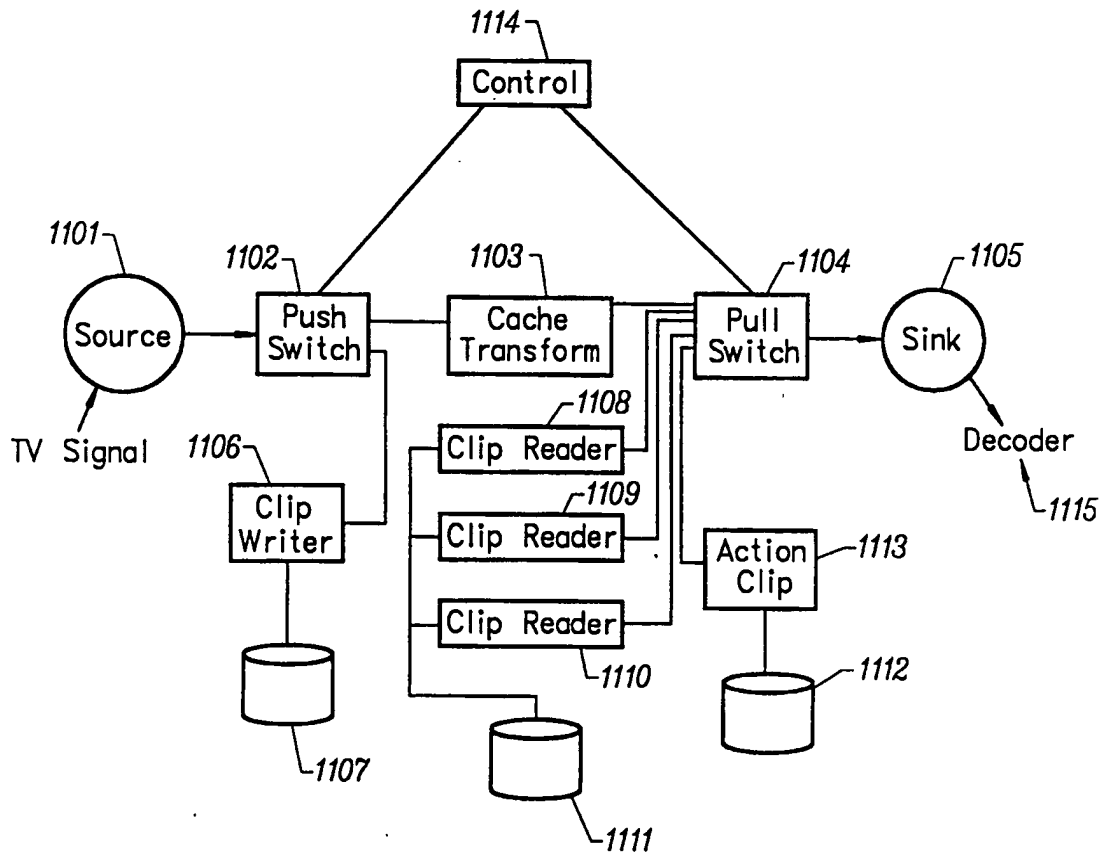 1114
Control
1101
1102
1103
1104
1105
Source
Push
Switch
Cache
Transform
Pull
Switch
Sink
TV Signal
1106
1108
Clip Reader
Decoder
1109
1115
Clip
Writer
Clip Reader
Action
Clip
1113
Clip Reader
1110
1112
1107
1111